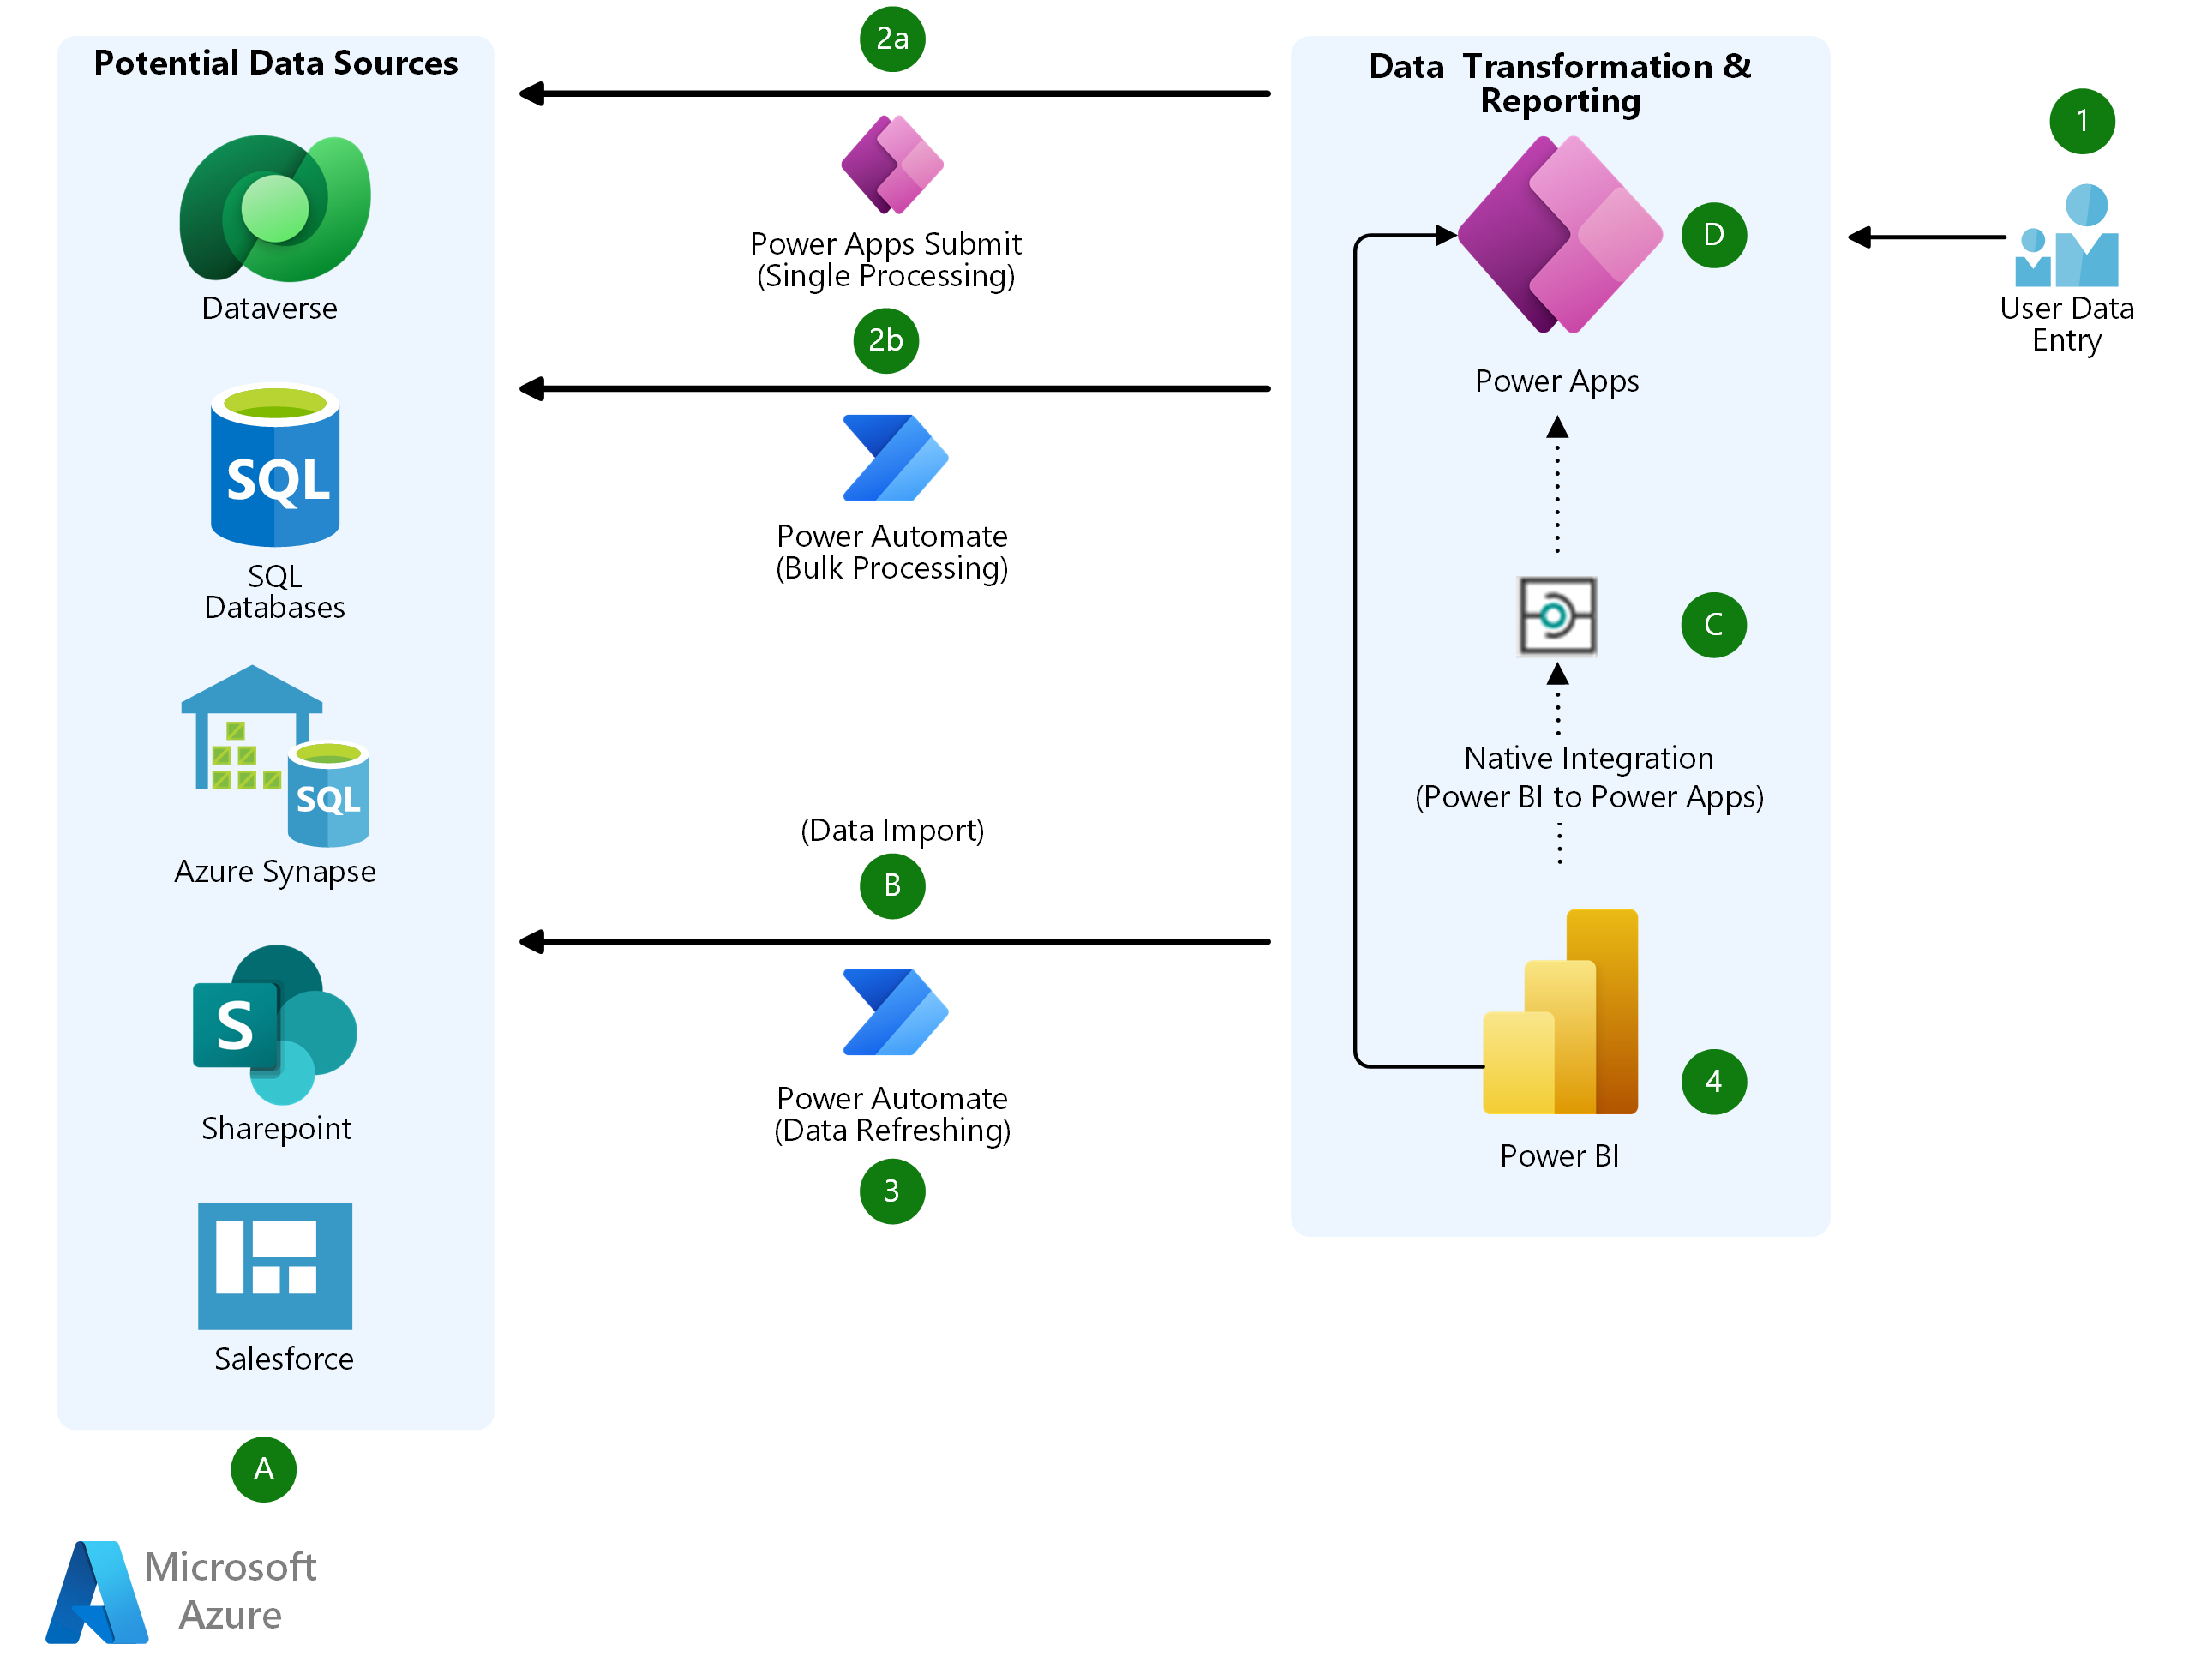 Potential Data Sources
Dataverse
SQL
SQL
Databases
SQL
Azure Synapse
S
Sharepoint
Salesforce
A
Microsoft
Azure
2a
Power Apps Submit
(Single Processing)
2b
Power Automate
(Bulk Processing)
(Data Import)
B
Power Automate
(Data Refreshing)
3
Data Transformation &
Reporting
D
Power Apps
C
Native Integration
(Power BI to Power Apps)
4
Power BI
1
User Data
Entry